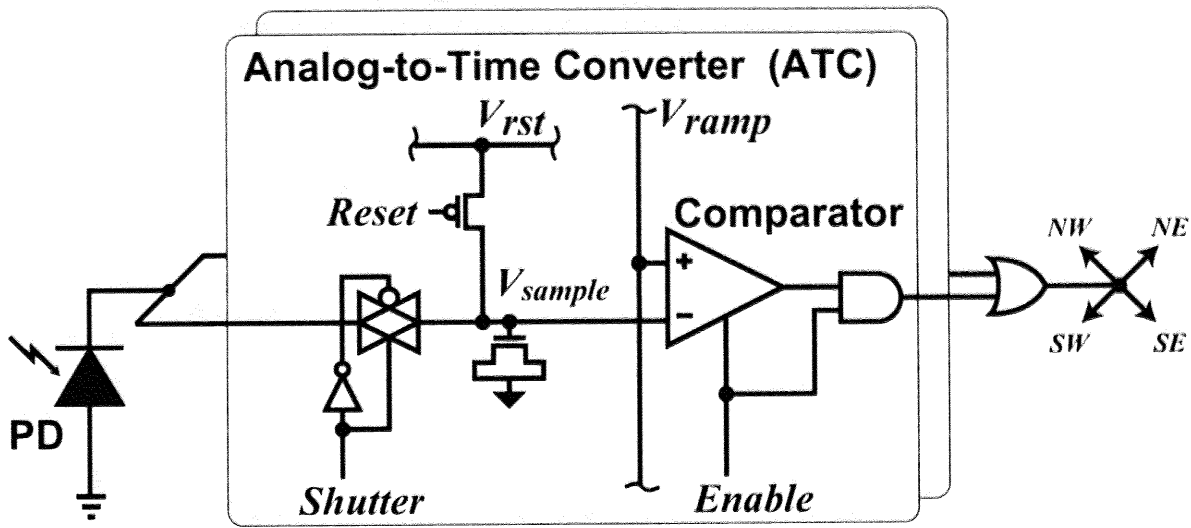 Analog-to-Time Converter (ATC)
Vrst
Vramp
Reset
Comparator
NW
NE
+
Vsample
−
SW
SE
PD
Shutter
Enable